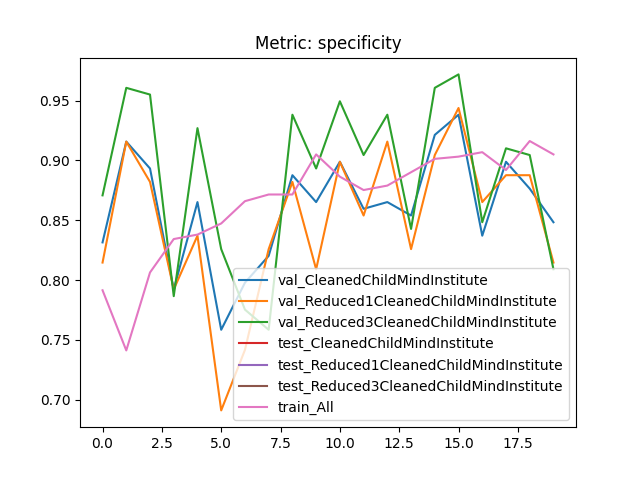 Metric: specificity
0.95
0.90
0.85
0.80
0.75
0.70
val_CleanedChildMindInstitute
val_Reduced1CleanedChildMindInstitute
val_Reduced3CleanedChildMindInstitute
test_CleanedChildMindInstitute
test_Reduced1CleanedChildMindInstitute
test_Reduced3CleanedChildMindInstitute
train_All
0.0 2.5 5.0 7.5 10.0 12.5 15.0 17.5